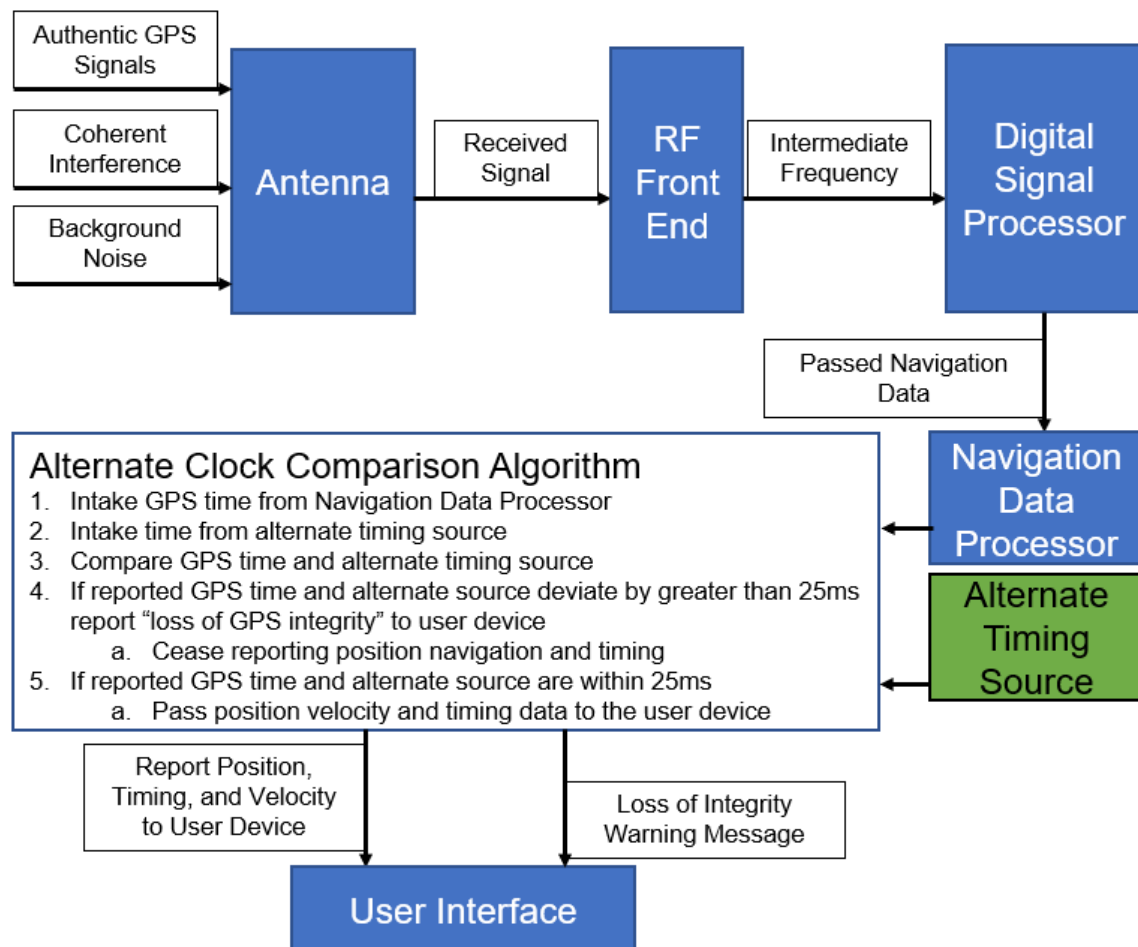 Authentic GPS
Signals
Coherent
Interference
Background
Noise
Antenna
Received
Signal
RF
Front
End
Intermediate
Frequency
Digital
Signal
Processor
Passed Navigation
Data
Navigation
Data
Processor
Alternate
Timing
Source
Alternate Clock Comparison Algorithm
1. Intake GPS time from Navigation Data Processor
2. Intake time from alternate timing source
3. Compare GPS time and alternate timing source
4. If reported GPS time and alternate source deviate by greater than 25ms
report “loss of GPS integrity” to user device
a. Cease reporting position navigation and timing
5. If reported GPS time and alternate source are within 25ms
a. Pass position velocity and timing data to the user device
Report Position,
Timing, and Velocity
to User Device
Loss of Integrity
Warning Message
User Interface